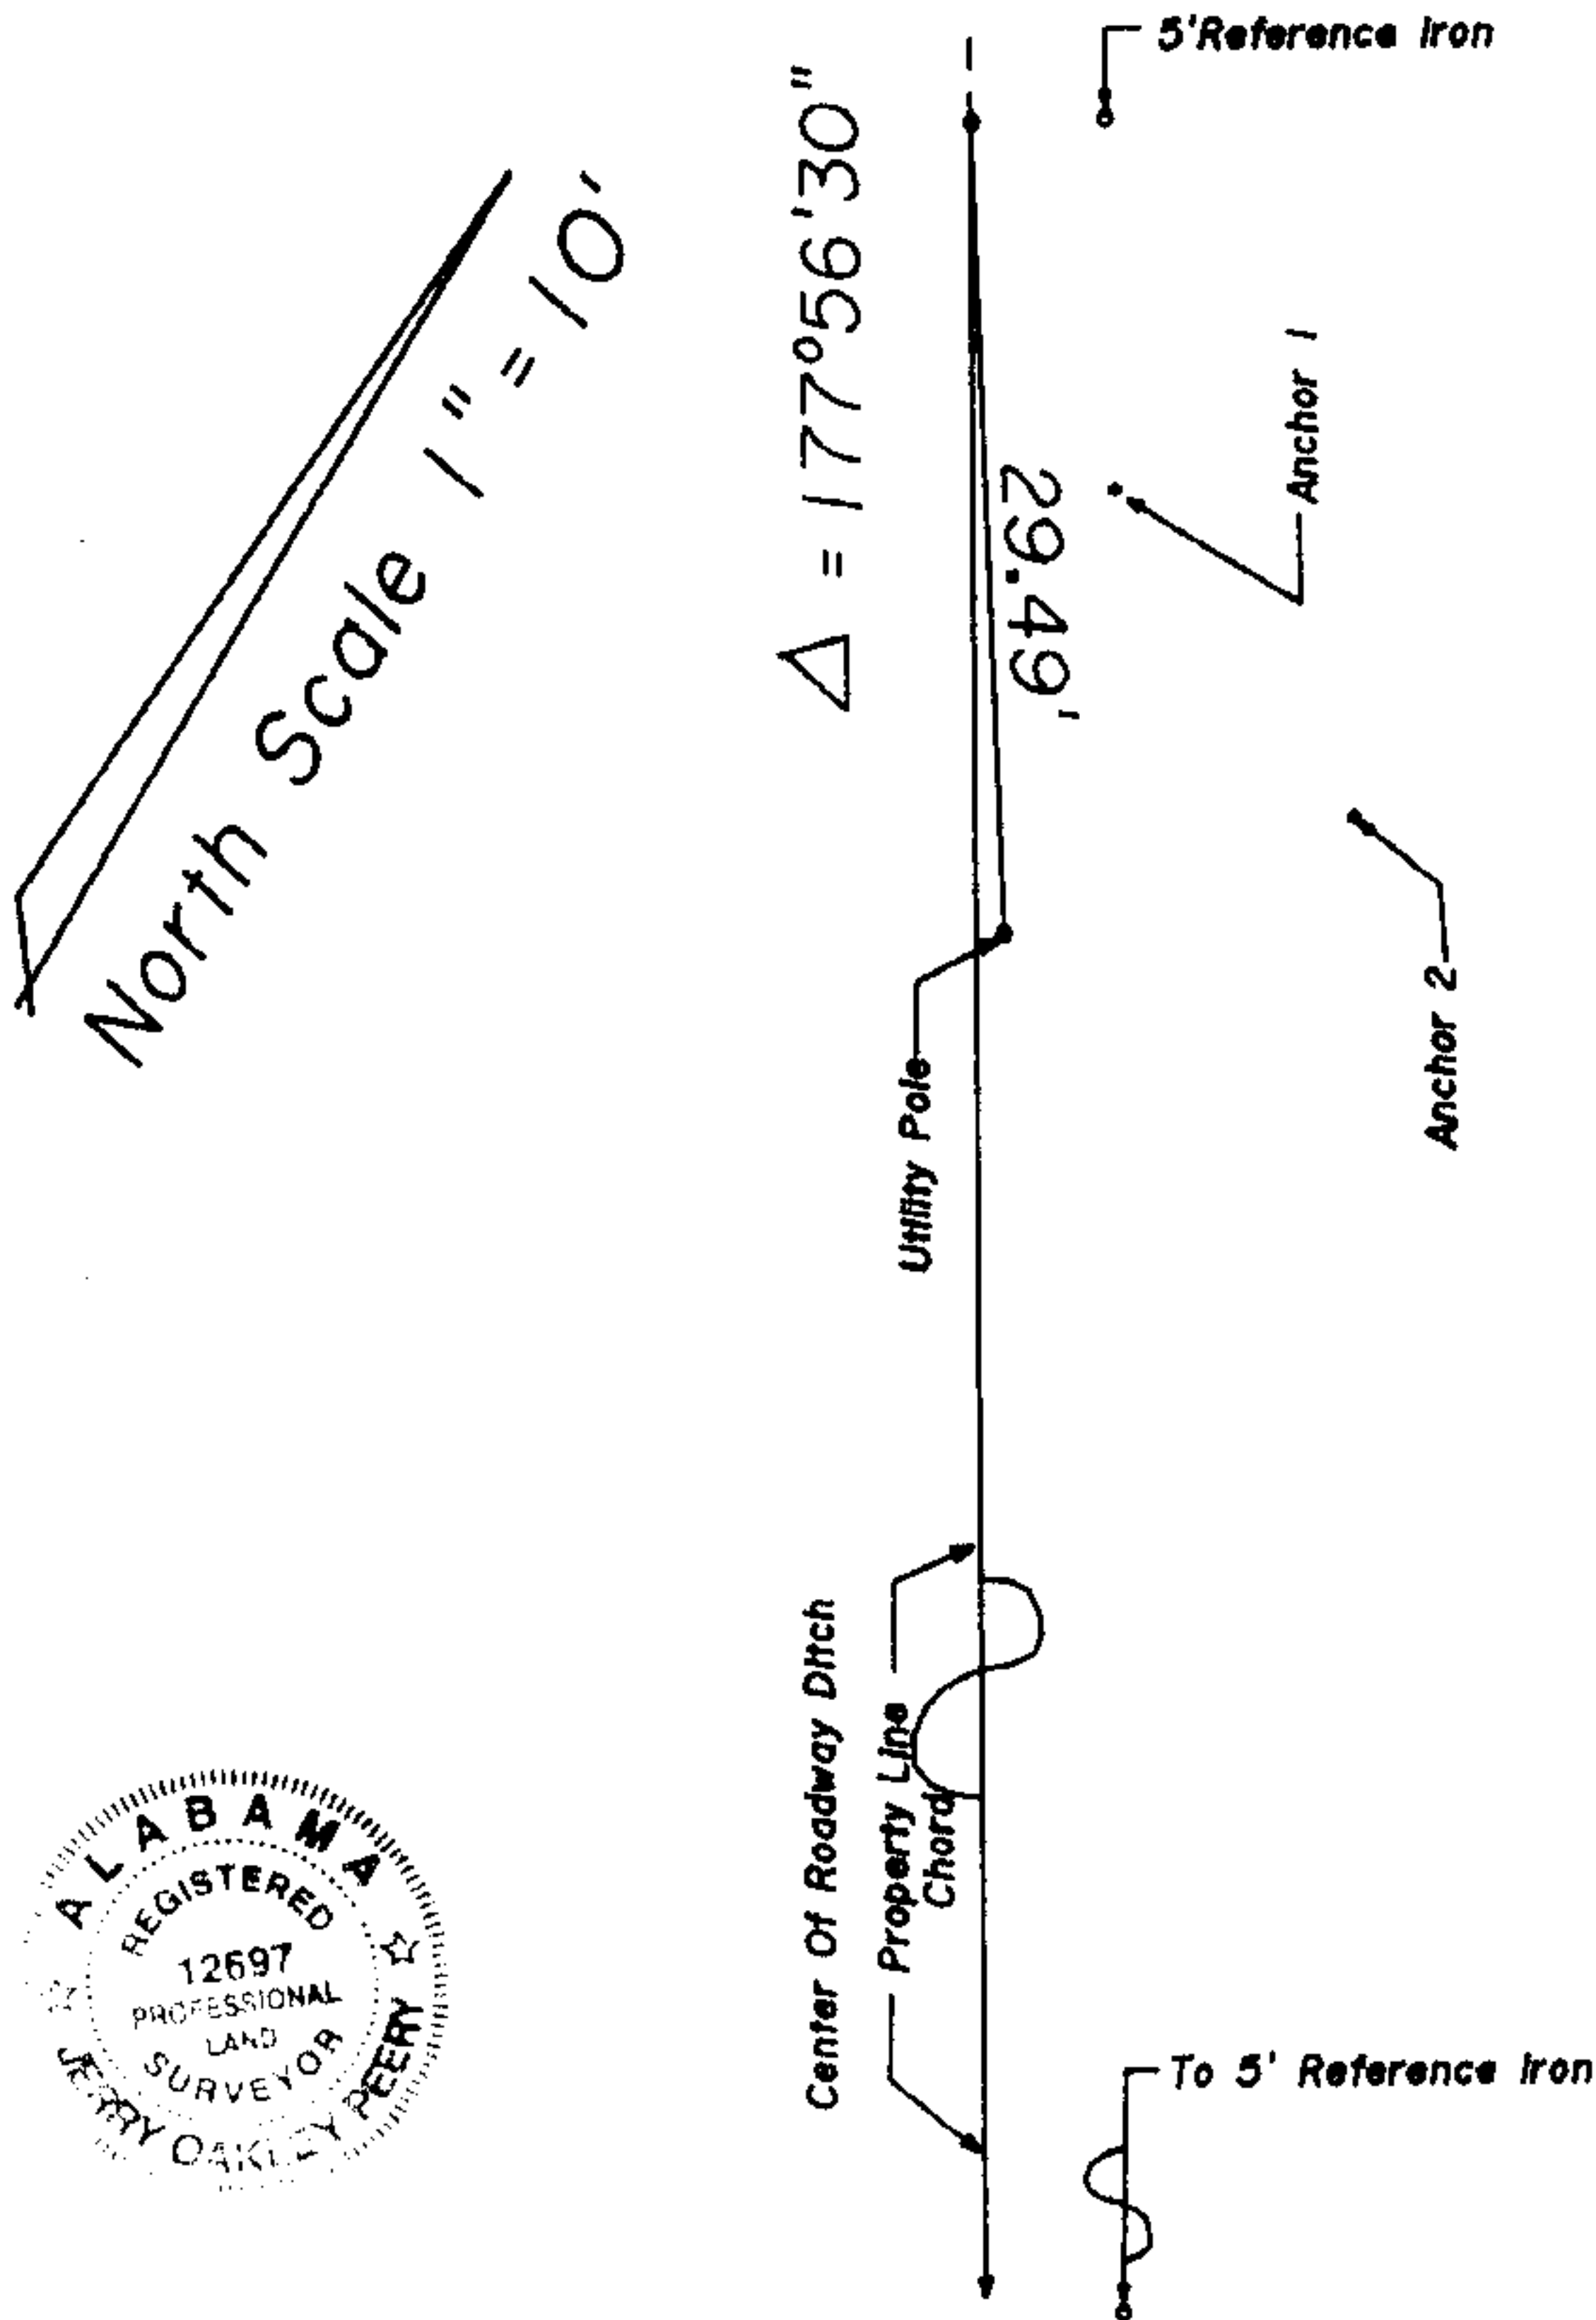 5' Reference Iron
North Scale 1" = 10'
Δ = 177°56'30"
29.49'
Anchor 1
Anchor 2
Utility Pole
Center Of Roadway Ditch
Property Line
Chord
To 5' Reference Iron
ALABAMA
REGISTERED
12697
PROFESSIONAL
LAND
SURVEYOR
JERRY OAKLEY PEERY